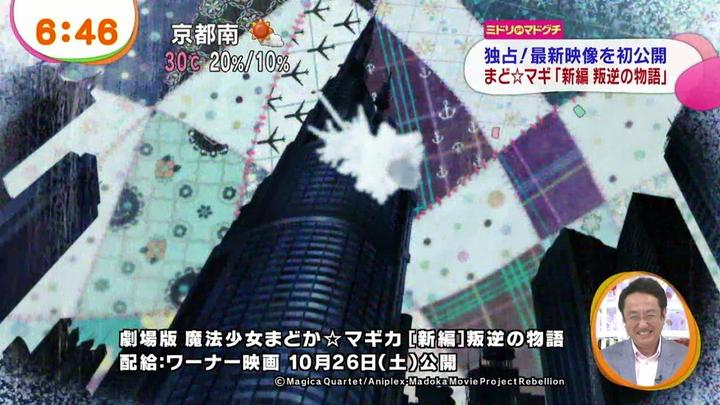 6:46
京都南
30℃ 20%/10%
ミドリのマドグチ
独占!最新映像を初公開
まど☆マギ「新編 叛逆の物語」
劇場版 魔法少女まどか☆マギカ [新編]叛逆の物語
配給:ワーナー映画 10月26日(土)公開
©Magica Quartet/Aniplex・Madoka Movie Project Rebellion